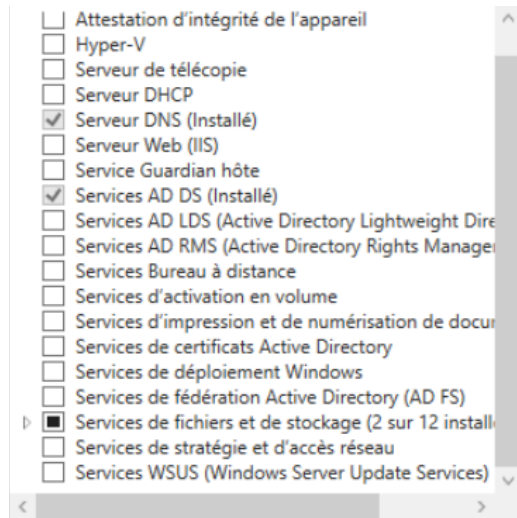 Attestation d'intégrité de l'appareil
Hyper-V
Serveur de télécopie
Serveur DHCP
Serveur DNS (Installé)
Serveur Web (IIS)
Service Guardian hôte
Services AD DS (Installé)
Services AD LDS (Active Directory Lightweight Dire
Services AD RMS (Active Directory Rights Manager
Services Bureau à distance
Services d'activation en volume
Services d'impression et de numérisation de docur
Services de certificats Active Directory
Services de déploiement Windows
Services de fédération Active Directory (AD FS)
Services de fichiers et de stockage (2 sur 12 install
Services de stratégie et d'accès réseau
Services WSUS (Windows Server Update Services)